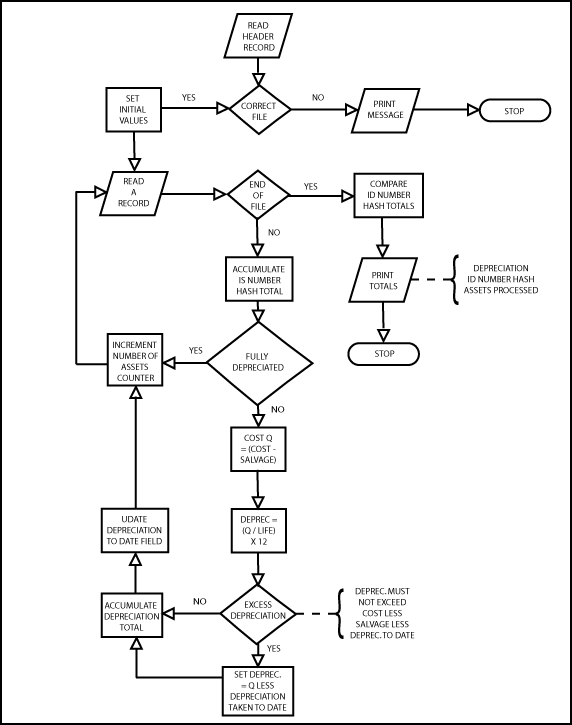 READ
HEADER
RECORD
SET
INITIAL
VALUES
YES
CORRECT
FILE
NO
PRINT
MESSAGE
STOP
READ
A
RECORD
END
OF
FILE
YES
COMPARE
ID NUMBER
HASH TOTALS
NO
ACCUMULATE
IS NUMBER
HASH TOTAL
PRINT
TOTALS
DEPRECIATION
ID NUMBER HASH
ASSETS PROCESSED
STOP
INCREMENT
NUMBER OF
ASSETS
COUNTER
YES
FULLY
DEPRECIATED
NO
COST Q
= (COST -
SALVAGE)
UDATE
DEPRECIATION
TO DATE FIELD
DEPREC =
(Q / LIFE)
X 12
ACCUMULATE
DEPRECIATION
TOTAL
NO
EXCESS
DEPRECIATION
DEPREC. MUST
NOT EXCEED
COST LESS
SALVAGE LESS
DEPREC. TO DATE
YES
SET DEPREC.
= Q LESS
DEPRECIATION
TAKEN TO DATE